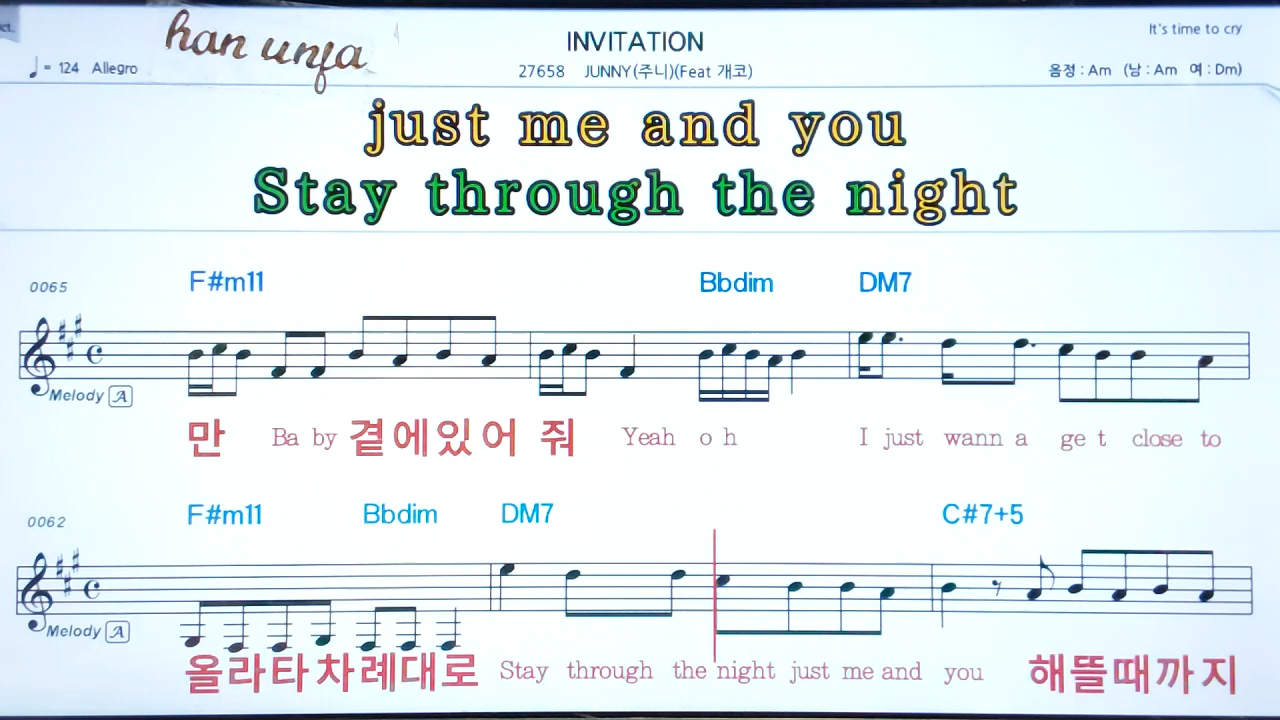 ct.
han unja
INVITATION
It's time to cry
♩= 124 Allegro
27658 JUNNY(주니)(Feat 개코)
음정 : Am (남 : Am 여 : Dm)
just me and you
Stay through the night
0065
F#m11 Bbdim DM7
Melody A
만 Ba by 곁에있어 줘 Yeah o h I just wann a ge t close to
0062
F#m11 Bbdim DM7 C#7+5
Melody A
올라타차례대로 Stay through the night just me and you 해뜰때까지